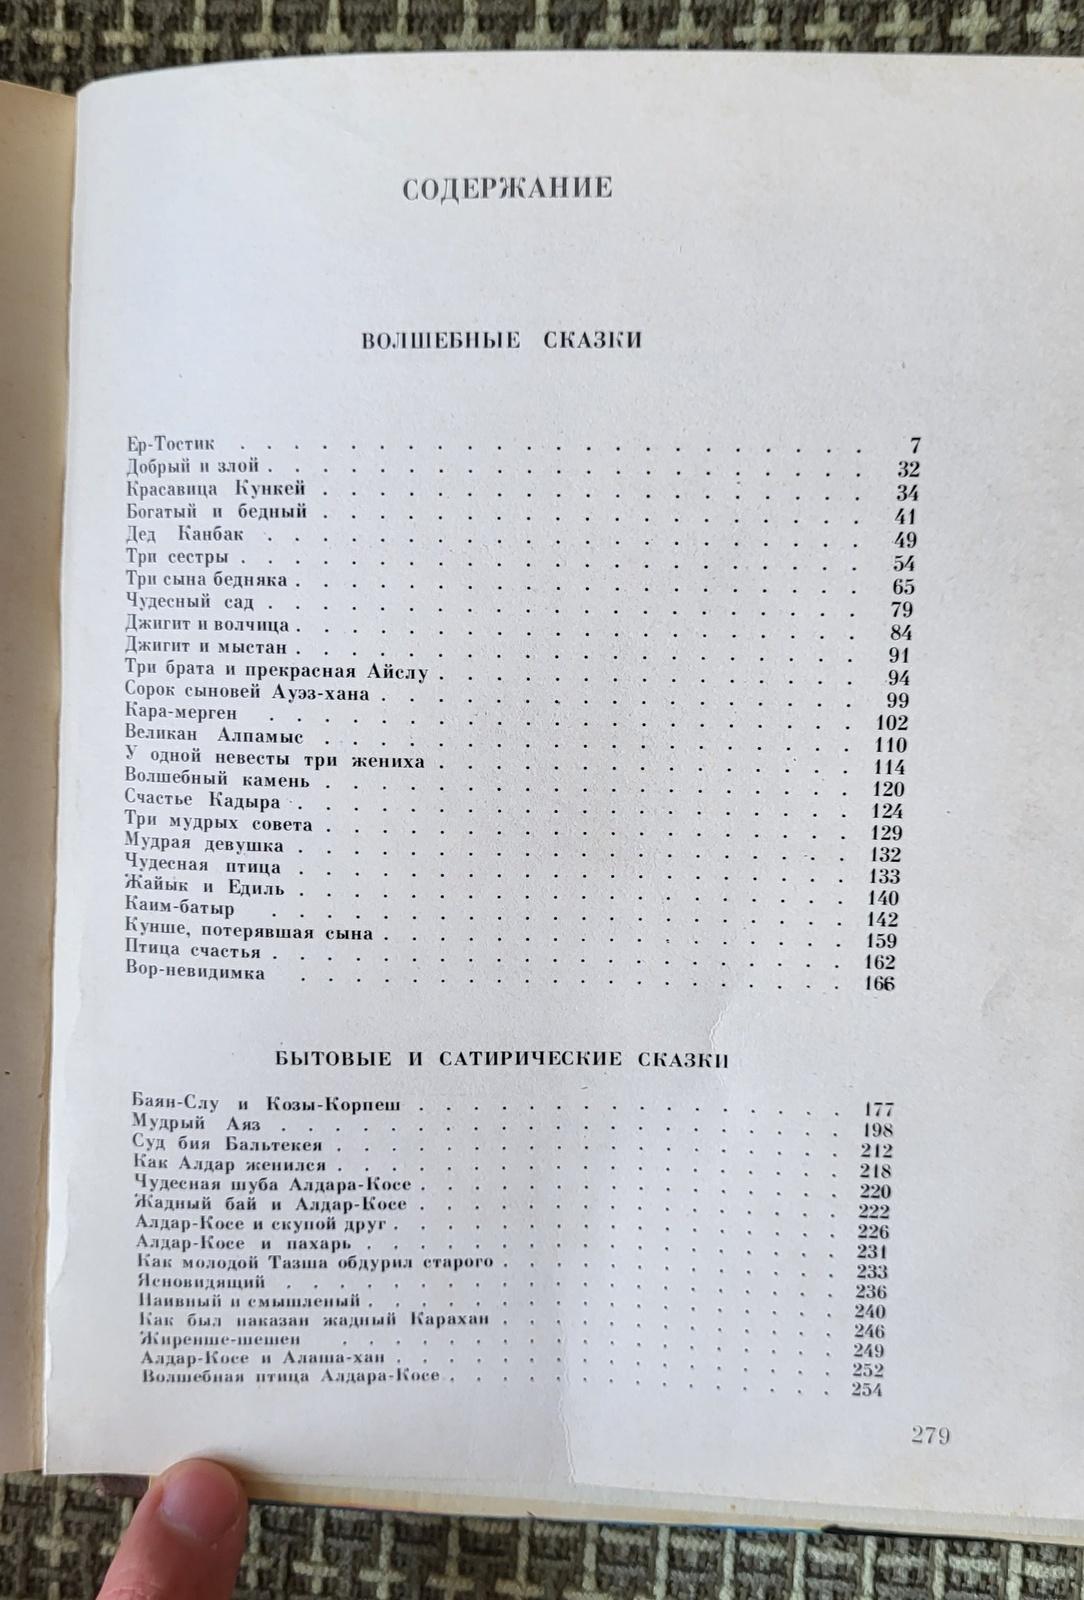 СОДЕРЖАНИЕ
ВОЛШЕБНЫЕ СКАЗКИ
Ер-Тостик . . . . . . . . . . . . . . . . . . . . . . . 7
Добрый и злой . . . . . . . . . . . . . . . . . . . . . . 32
Красавица Кункей . . . . . . . . . . . . . . . . . . . . 34
Богатый и бедный . . . . . . . . . . . . . . . . . . . . 41
Дед Канбак . . . . . . . . . . . . . . . . . . . . . . 49
Три сестры . . . . . . . . . . . . . . . . . . . . . . . 54
Три сына бедняка . . . . . . . . . . . . . . . . . . . . . 65
Чудесный сад . . . . . . . . . . . . . . . . . . . . . . 79
Джигит и волчица . . . . . . . . . . . . . . . . . . . . . 84
Джигит и мыстан . . . . . . . . . . . . . . . . . . . . . 91
Три брата и прекрасная Айслу . . . . . . . . . . . . . . . . 94
Сорок сыновей Ауэз-хана . . . . . . . . . . . . . . . . . . 99
Кара-мерген . . . . . . . . . . . . . . . . . . . . . . 102
Великан Алпамыс . . . . . . . . . . . . . . . . . . . . 110
У одной невесты три жениха . . . . . . . . . . . . . . . . 114
Волшебный камень . . . . . . . . . . . . . . . . . . . . 120
Счастье Кадыра . . . . . . . . . . . . . . . . . . . . . 124
Три мудрых совета . . . . . . . . . . . . . . . . . . . . 129
Мудрая девушка . . . . . . . . . . . . . . . . . . . . . 132
Чудесная птица . . . . . . . . . . . . . . . . . . . . . 133
Жайык и Едиль . . . . . . . . . . . . . . . . . . . . . 140
Каим-батыр . . . . . . . . . . . . . . . . . . . . . . 142
Кунше, потерявшая сына . . . . . . . . . . . . . . . . . . 159
Птица счастья . . . . . . . . . . . . . . . . . . . . . . 162
Вор-невидимка . . . . . . . . . . . . . . . . . . . . . 166
БЫТОВЫЕ И САТИРИЧЕСКИЕ СКАЗКИ
Баян-Слу и Козы-Корпеш . . . . . . . . . . . . . . . . 177
Мудрый Аяз . . . . . . . . . . . . . . . . . . . . . 198
Суд бия Бальтекея . . . . . . . . . . . . . . . . . . . 212
Как Алдар женился . . . . . . . . . . . . . . . . . . . 218
Чудесная шуба Алдара-Косе . . . . . . . . . . . . . . . . 220
Жадный бай и Алдар-Косе . . . . . . . . . . . . . . . . 222
Алдар-Косе и скупой друг . . . . . . . . . . . . . . . . . 226
Алдар-Косе и пахарь . . . . . . . . . . . . . . . . . . 231
Как молодой Тазша обдурил старого . . . . . . . . . . . . . 233
Ясновидящий . . . . . . . . . . . . . . . . . . . . . 236
Наивный и смышленый . . . . . . . . . . . . . . . . . . 240
Как был наказан жадный Карахан . . . . . . . . . . . . . 246
Жиренше-шешен . . . . . . . . . . . . . . . . . . . 249
Алдар-Косе и Алаша-хан . . . . . . . . . . . . . . . . . 252
Волшебная птица Алдара-Косе . . . . . . . . . . . . . . . 254
279